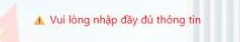 Vui lòng nhập đầy đủ thông tin